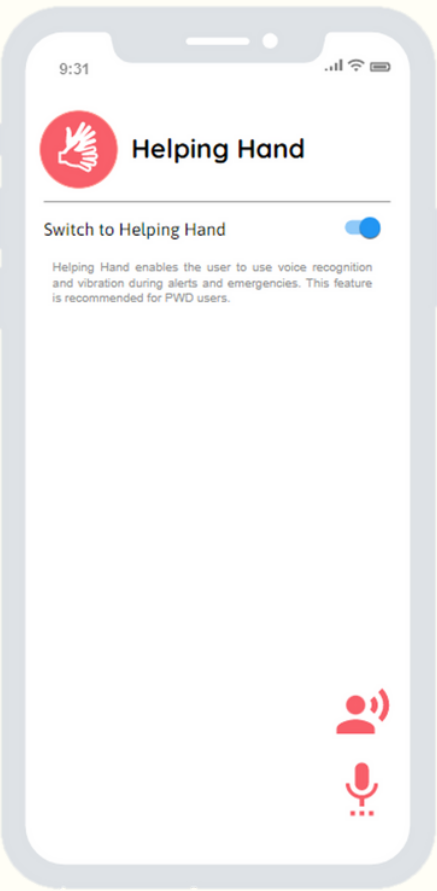 9:31
Helping Hand
Switch to Helping Hand
Helping Hand enables the user to use voice recognition
and vibration during alerts and emergencies. This feature
is recommended for PWD users.